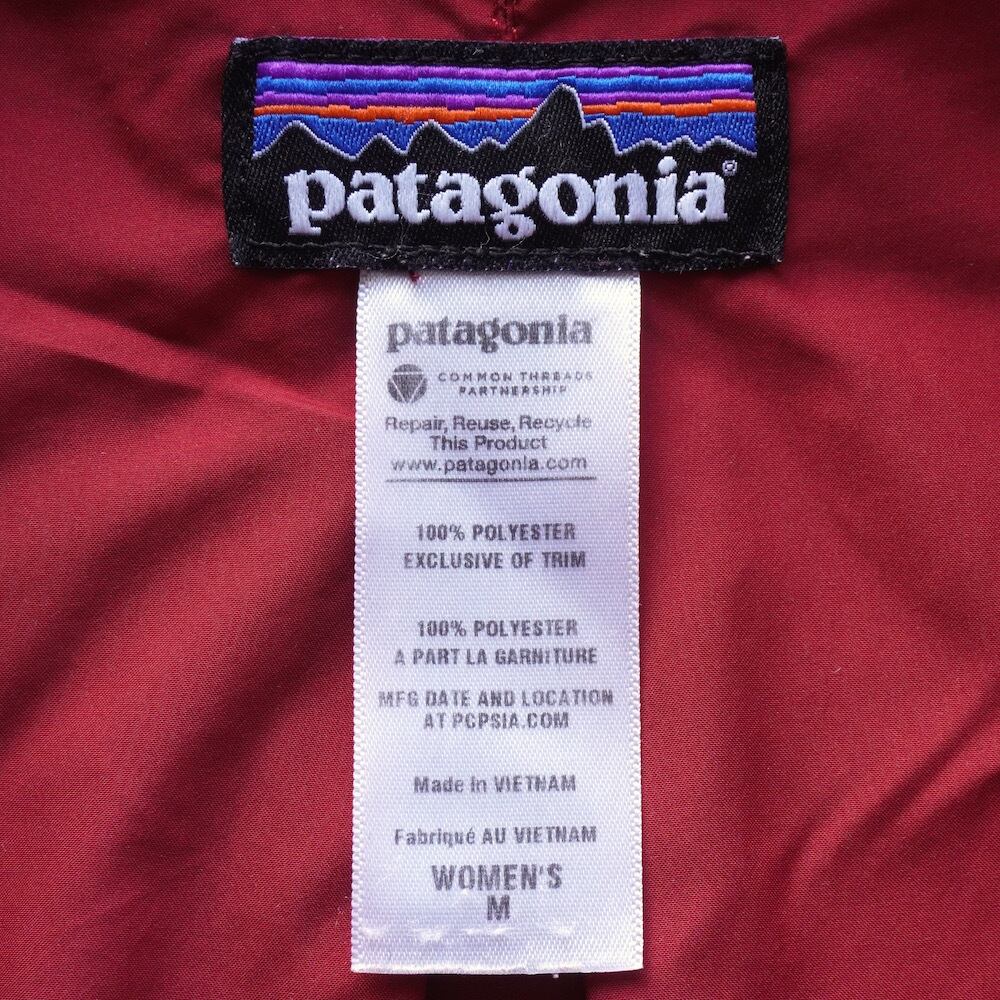 patagonia®
patagonia
COMMON THREADS
PARTNERSHIP
Repair, Reuse, Recycle
This Product
www.patagonia.com
100% POLYESTER
EXCLUSIVE OF TRIM
100% POLYESTER
A PART LA GARNITURE
MFG DATE AND LOCATION
AT PCPSIA.COM
Made in VIETNAM
Fabriqué AU VIETNAM
WOMEN'S
M